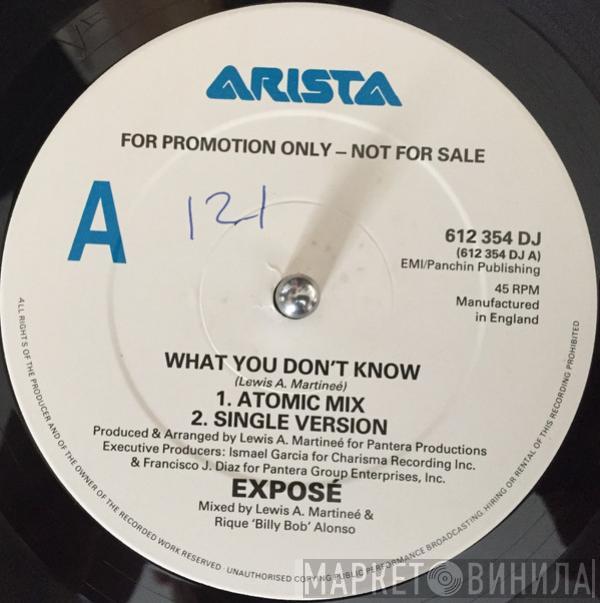 ARISTA
FOR PROMOTION ONLY – NOT FOR SALE
A
121
612 354 DJ
(612 354 DJ A)
EMI/Panchin Publishing
45 RPM
Manufactured
in England
WHAT YOU DON'T KNOW
(Lewis A. Martineé)
1. ATOMIC MIX
2. SINGLE VERSION
Produced & Arranged by Lewis A. Martineé for Pantera Productions
Executive Producers: Ismael Garcia for Charisma Recording Inc.
& Francisco J. Diaz for Pantera Group Enterprises, Inc.
EXPOSÉ
Mixed by Lewis A. Martineé &
Rique 'Billy Bob' Alonso
ALL RIGHTS OF THE PRODUCER AND OF THE OWNER OF THE RECORDED WORK RESERVED · UNAUTHORISED COPYING PUBLIC PERFORMANCE BROADCASTING HIRING OR RENTAL OF THIS RECORDING PROHIBITED
МАРКЕТ ВИНИЛА